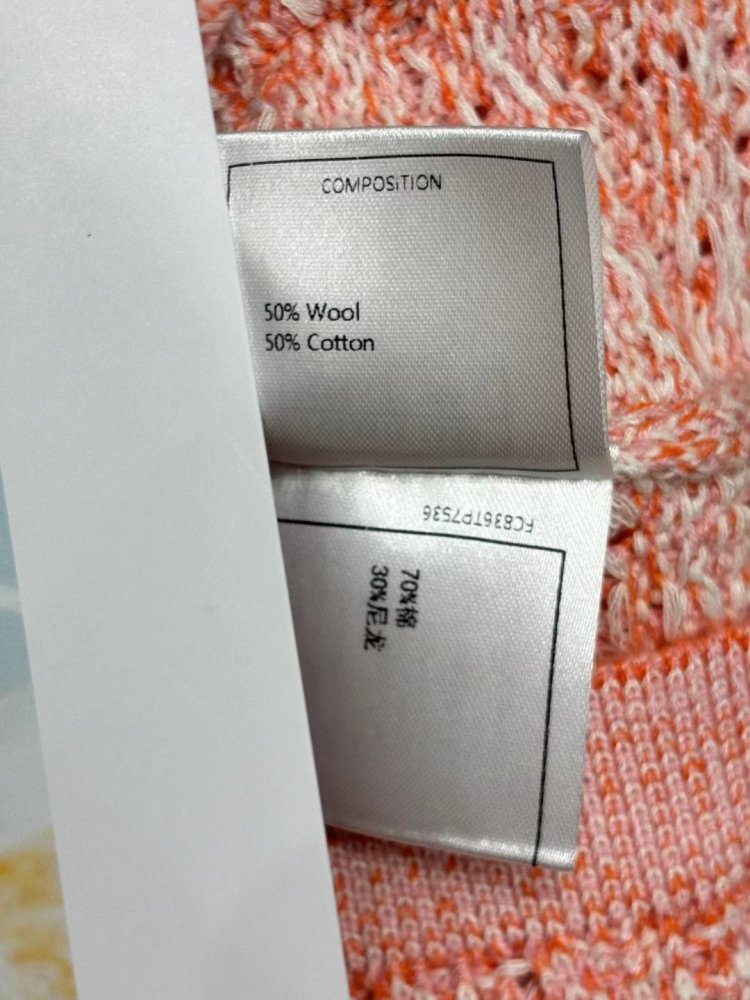 COMPOSITION
50% Wool
50% Cotton
FC836TP7536
70%棉
30%尼龙